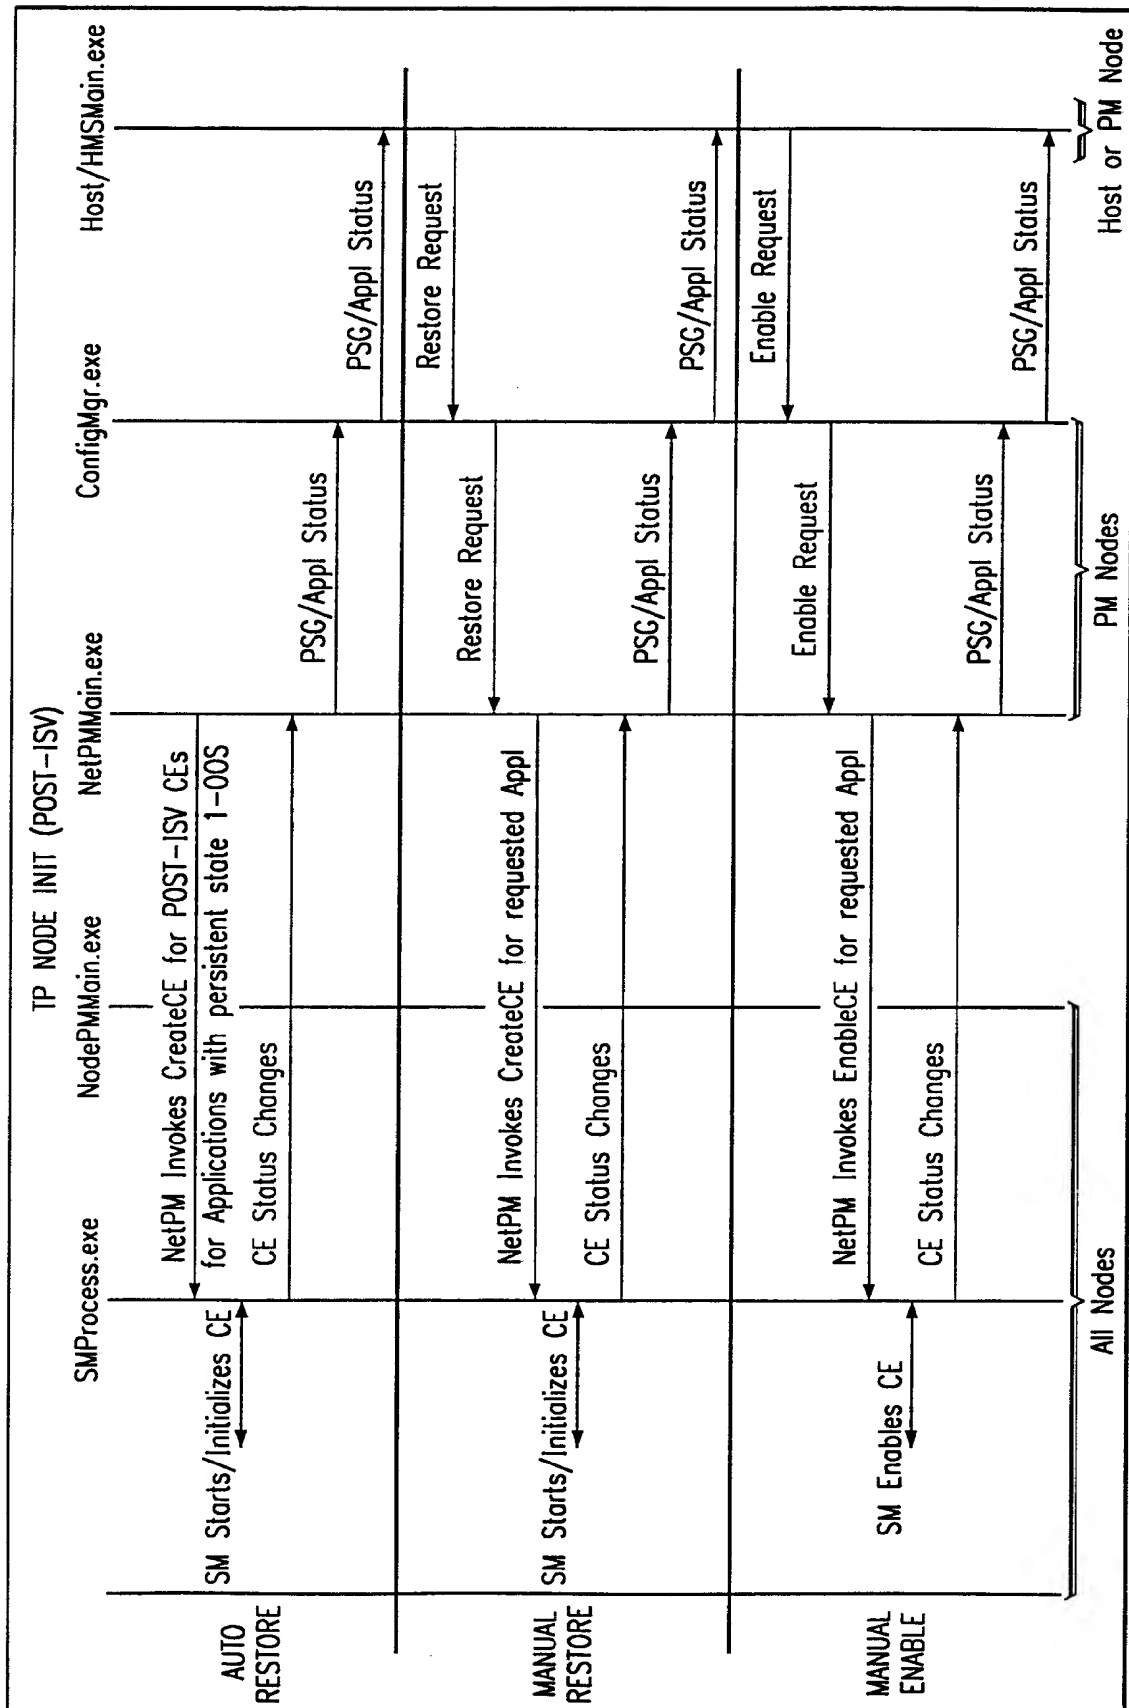 TP NODE INIT (POST-ISV)
SMProcess.exe
NodePMMain.exe
NetPMMain.exe
ConfigMgr.exe
Host/HMSMain.exe
AUTO
RESTORE
NetPM Invokes CreateCE for POST-ISV CEs
for Applications with persistent state 1-OOS
SM Starts/Initializes CE
CE Status Changes
PSG/Appl Status
PSG/Appl Status
MANUAL
RESTORE
Restore Request
Restore Request
NetPM Invokes CreateCE for requested Appl
SM Starts/Initializes CE
CE Status Changes
PSG/Appl Status
PSG/Appl Status
MANUAL
ENABLE
Enable Request
Enable Request
NetPM Invokes EnableCE for requested Appl
SM Enables CE
CE Status Changes
PSG/Appl Status
PSG/Appl Status
All Nodes
PM Nodes
Host or PM Node